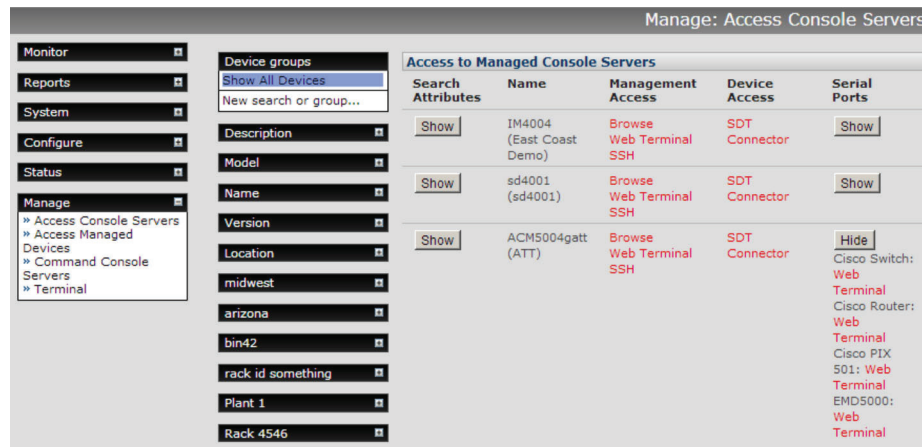 Manage: Access Console Servers
Monitor
Reports
System
Configure
Status
Manage
» Access Console Servers
» Access Managed
Devices
» Command Console
Servers
» Terminal
Device groups
Show All Devices
New search or group...
Description
Model
Name
Version
Location
midwest
arizona
bin42
rack id something
Plant 1
Rack 4546
Access to Managed Console Servers
Search Attributes Name Management Access Device Access Serial Ports
Show IM4004 Browse SDT Show
(East Coast Web Terminal Connector
Demo) SSH
Show sd4001 Browse SDT Show
(sd4001) Web Terminal Connector
SSH
Show ACM5004gatt Browse SDT Hide
(ATT) Web Terminal Connector Cisco Switch:
SSH Web
Terminal
Cisco Router:
Web
Terminal
Cisco PIX
501: Web
Terminal
EMD5000:
Web
Terminal